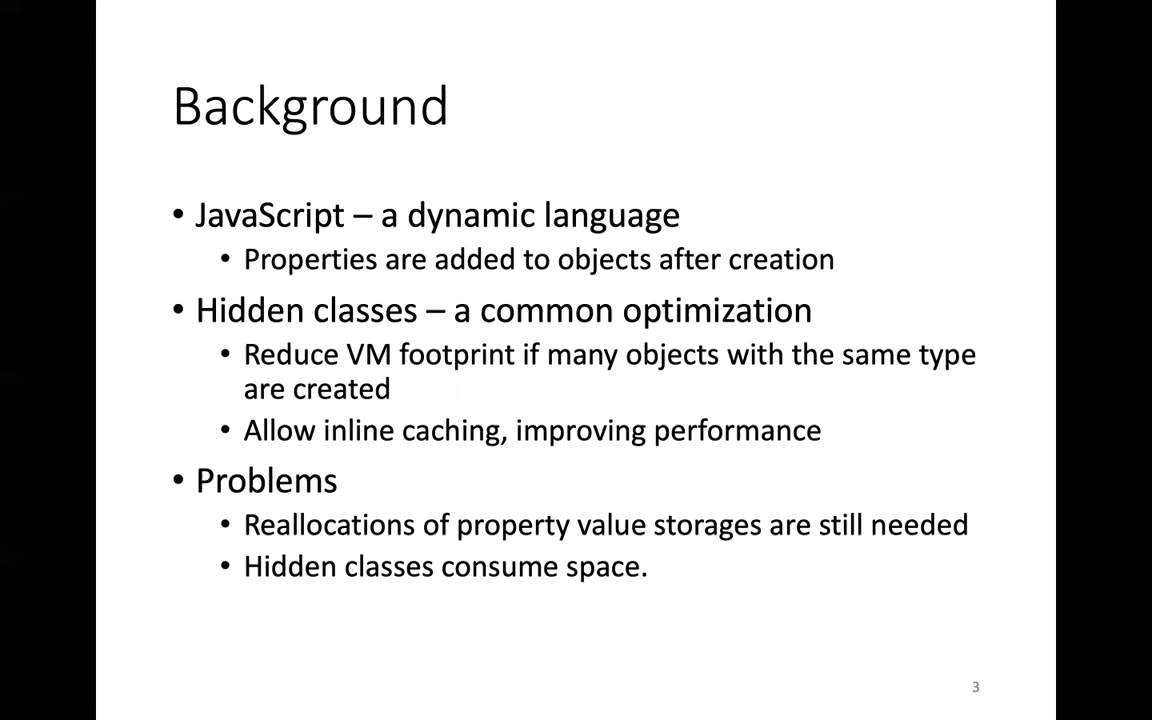 Background
• JavaScript – a dynamic language
• Properties are added to objects after creation
• Hidden classes – a common optimization
• Reduce VM footprint if many objects with the same type
are created
• Allow inline caching, improving performance
• Problems
• Reallocations of property value storages are still needed
• Hidden classes consume space.
3